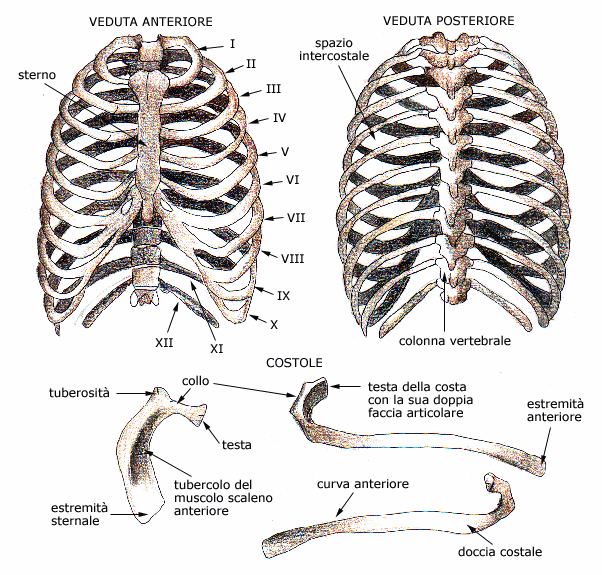 VEDUTA ANTERIORE
VEDUTA POSTERIORE
sterno
I
II
III
IV
V
VI
VII
VIII
IX
X
XI
XII
spazio
intercostale
colonna vertebrale
COSTOLE
tuberosità
collo
testa
tubercolo del
muscolo scaleno
anteriore
estremità
sternale
testa della costa
con la sua doppia
faccia articolare
estremità
anteriore
curva anteriore
doccia costale